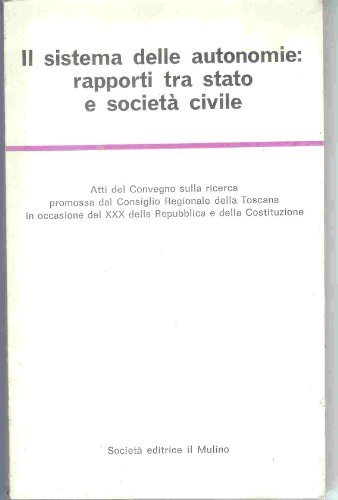 Il sistema delle autonomie:
rapporti tra stato
e società civile
Atti del Convegno sulla ricerca
promossa dal Consiglio Regionale della Toscana
in occasione del XXX della Repubblica e della Costituzione
Società editrice il Mulino